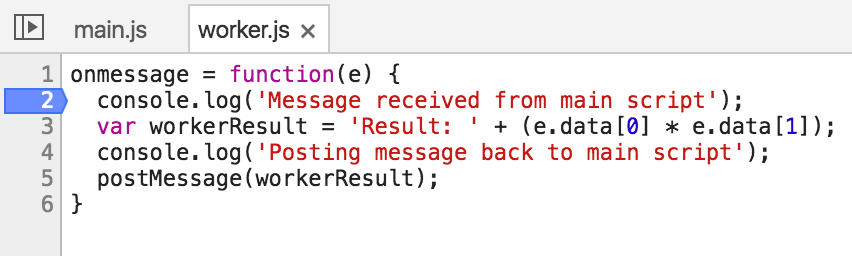 main.js worker.js ×
1 onmessage = function(e) {
2   console.log('Message received from main script');
3   var workerResult = 'Result: ' + (e.data[0] * e.data[1]);
4   console.log('Posting message back to main script');
5   postMessage(workerResult);
6 }